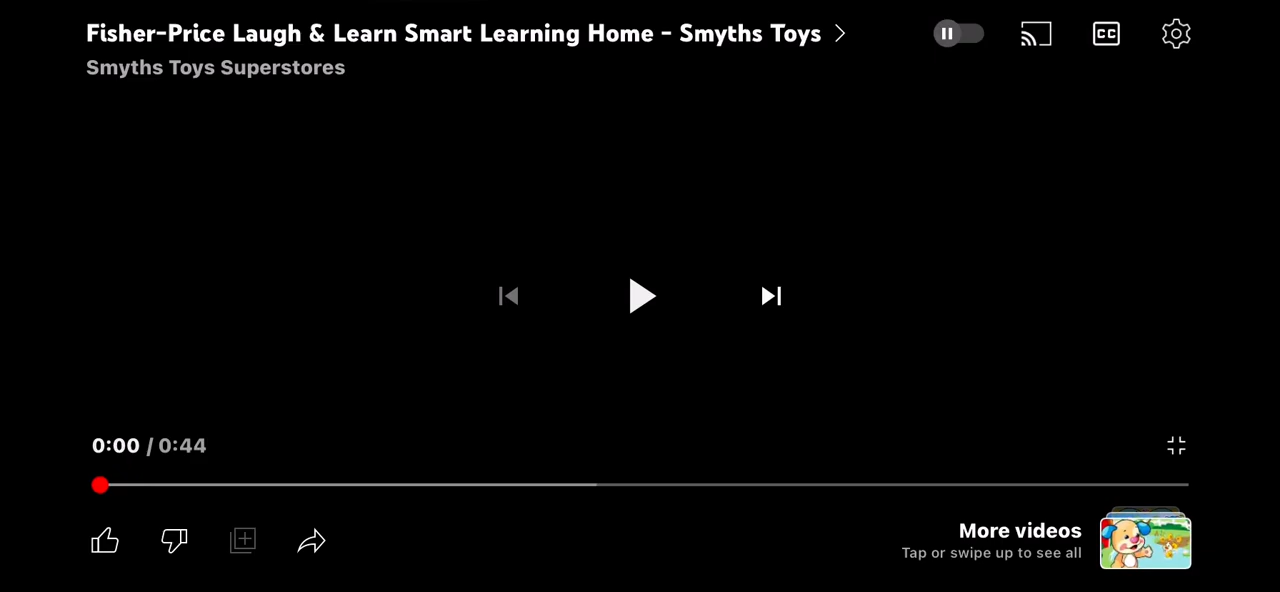 Fisher-Price Laugh & Learn Smart Learning Home - Smyths Toys
Smyths Toys Superstores
CC
0:00 / 0:44
More videos
Tap or swipe up to see all